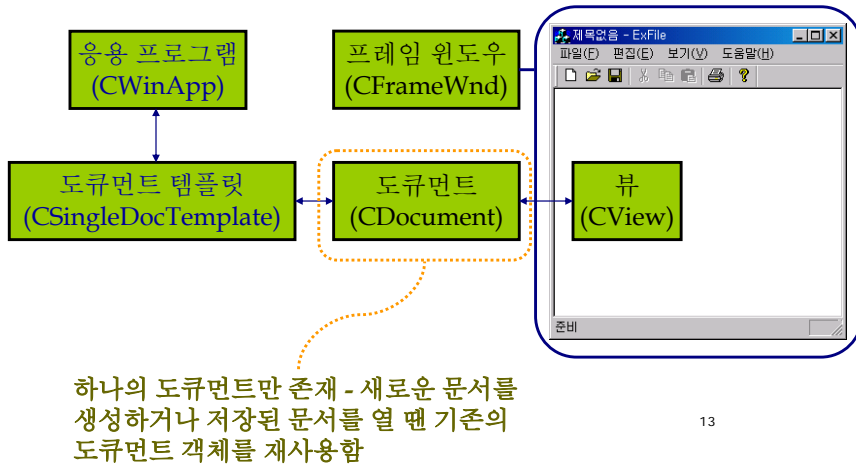 응용 프로그램
(CWinApp)
프레임 윈도우
(CFrameWnd)
제목없음 - ExFile
파일(F) 편집(E) 보기(V) 도움말(H)
도큐먼트 템플릿
(CSingleDocTemplate)
도큐먼트
(CDocument)
뷰
(CView)
준비
하나의 도큐먼트만 존재 - 새로운 문서를
생성하거나 저장된 문서를 열 땐 기존의
도큐먼트 객체를 재사용함
13